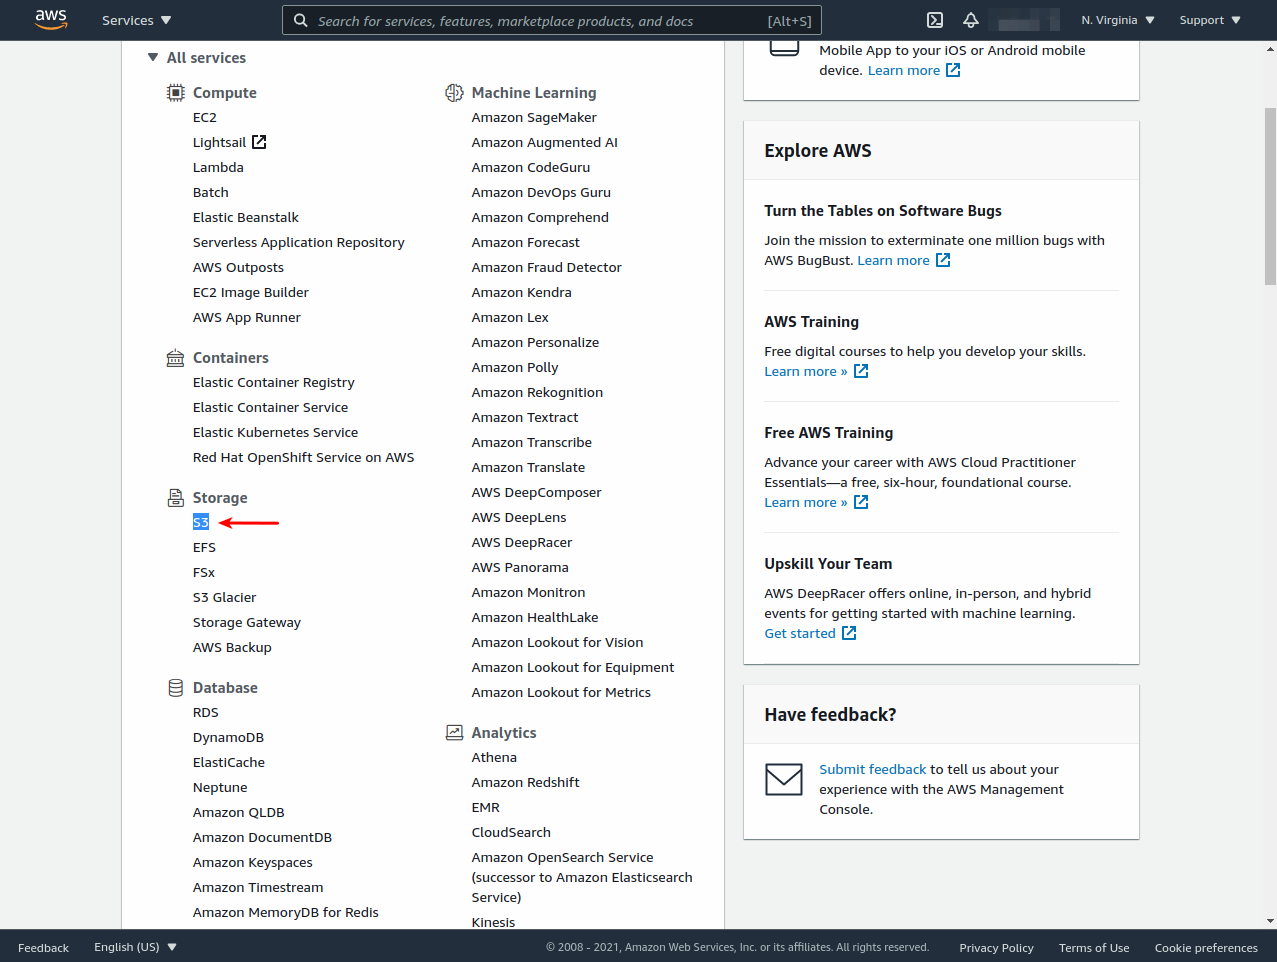 aws
Services
Search for services, features, marketplace products, and docs
[Alt+S]
N. Virginia
Support
All services
Compute
EC2
Lightsail
Lambda
Batch
Elastic Beanstalk
Serverless Application Repository
AWS Outposts
EC2 Image Builder
AWS App Runner
Containers
Elastic Container Registry
Elastic Container Service
Elastic Kubernetes Service
Red Hat OpenShift Service on AWS
Storage
S3
EFS
FSx
S3 Glacier
Storage Gateway
AWS Backup
Database
RDS
DynamoDB
ElastiCache
Neptune
Amazon QLDB
Amazon DocumentDB
Amazon Keyspaces
Amazon Timestream
Amazon MemoryDB for Redis
Machine Learning
Amazon SageMaker
Amazon Augmented AI
Amazon CodeGuru
Amazon DevOps Guru
Amazon Comprehend
Amazon Forecast
Amazon Fraud Detector
Amazon Kendra
Amazon Lex
Amazon Personalize
Amazon Polly
Amazon Rekognition
Amazon Textract
Amazon Transcribe
Amazon Translate
AWS DeepComposer
AWS DeepLens
AWS DeepRacer
AWS Panorama
Amazon Monitron
Amazon HealthLake
Amazon Lookout for Vision
Amazon Lookout for Equipment
Amazon Lookout for Metrics
Analytics
Athena
Amazon Redshift
EMR
CloudSearch
Amazon OpenSearch Service
(successor to Amazon Elasticsearch
Service)
Kinesis
Mobile App to your iOS or Android mobile
device. Learn more
Explore AWS
Turn the Tables on Software Bugs
Join the mission to exterminate one million bugs with
AWS BugBust. Learn more
AWS Training
Free digital courses to help you develop your skills.
Learn more »
Free AWS Training
Advance your career with AWS Cloud Practitioner
Essentials—a free, six-hour, foundational course.
Learn more »
Upskill Your Team
AWS DeepRacer offers online, in-person, and hybrid
events for getting started with machine learning.
Get started
Have feedback?
Submit feedback to tell us about your
experience with the AWS Management
Console.
Feedback
English (US)
© 2008 - 2021, Amazon Web Services, Inc. or its affiliates. All rights reserved.
Privacy Policy
Terms of Use
Cookie preferences